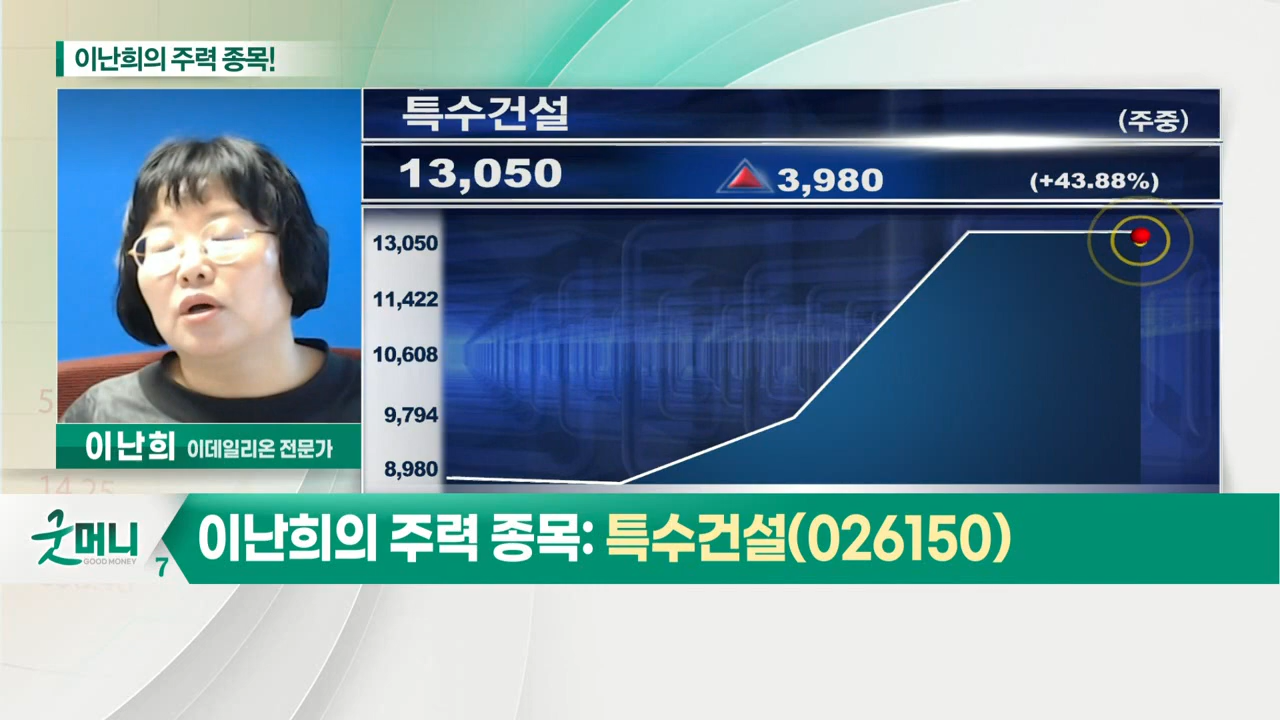 이난희의 주력 종목!
특수건설
(주중)
13,050
3,980
(+43.88%)
13,050
11,422
10,608
9,794
8,980
이난희 이데일리온 전문가
굿머니
GOOD MONEY
7
이난희의 주력 종목: 특수건설(026150)